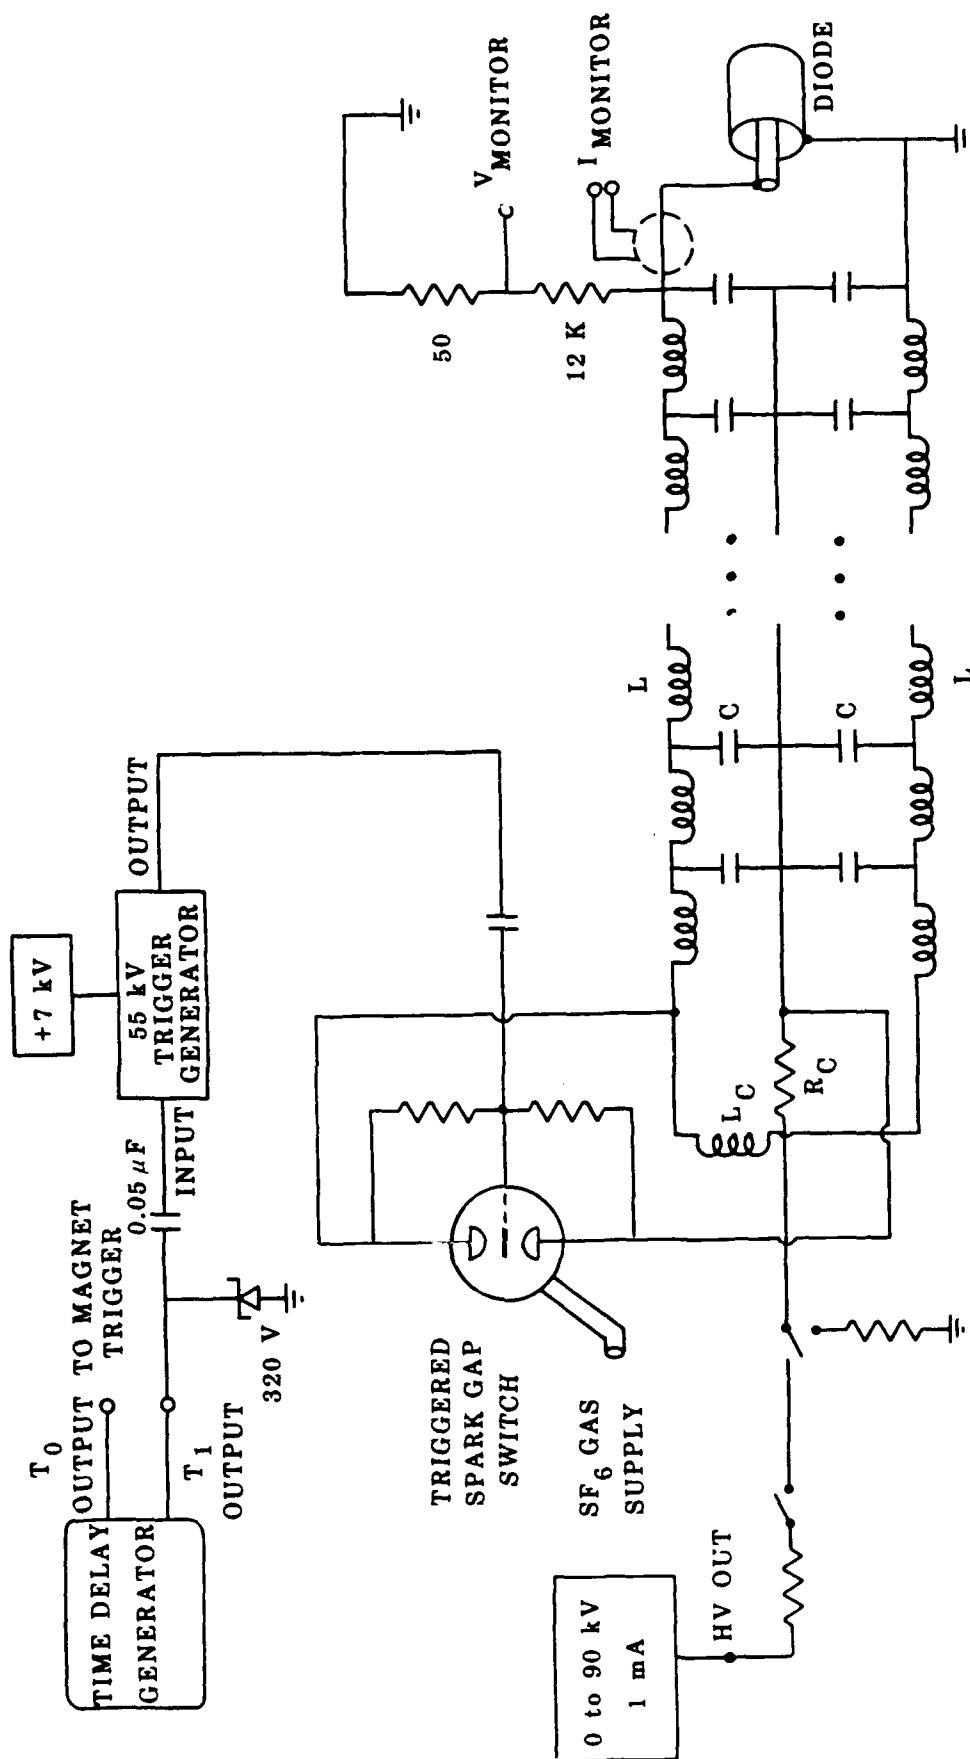 TIME DELAY
GENERATOR
T0
OUTPUT TO MAGNET
TRIGGER
T1
OUTPUT
320 V
0.05 μF
INPUT
+7 kV
55 kV
TRIGGER
GENERATOR
OUTPUT
TRIGGERED
SPARK GAP
SWITCH
SF6 GAS
SUPPLY
0 to 90 kV
1 mA
HV OUT
LC
RC
L
C
C
L
50
12 K
VMONITOR
IMONITOR
DIODE